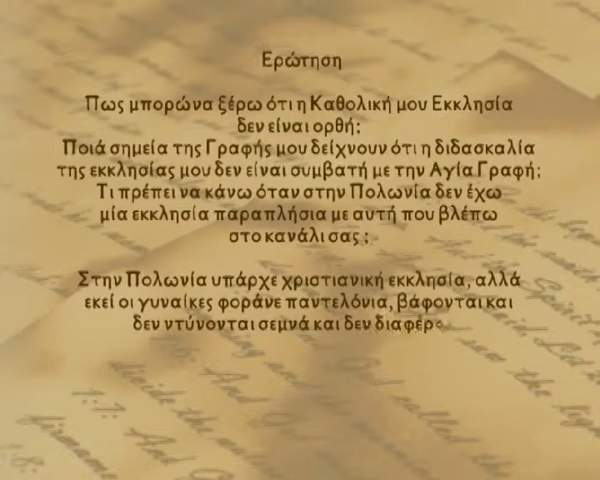 Ερώτηση
Πως μπορώνα ξέρω ότι η Καθολική μου Εκκλησία
δεν είναι ορθή;
Ποιά σημεία της Γραφής μου δείχνουν ότι η διδασκαλία
της εκκλησίας μου δεν είναι συμβατή με την Αγία Γραφή;
Τι πρέπει να κάνω όταν στην Πολωνία δεν έχω
μία εκκλησία παραπλήσια με αυτή που βλέπω
στο κανάλι σας ;
Στην Πολωνία υπάρχε χριστιανική εκκλησία, αλλά
εκεί οι γυναίκες φοράνε παντελόνια, βάφονται και
δεν ντύνονται σεμνά και δεν διαφέρ